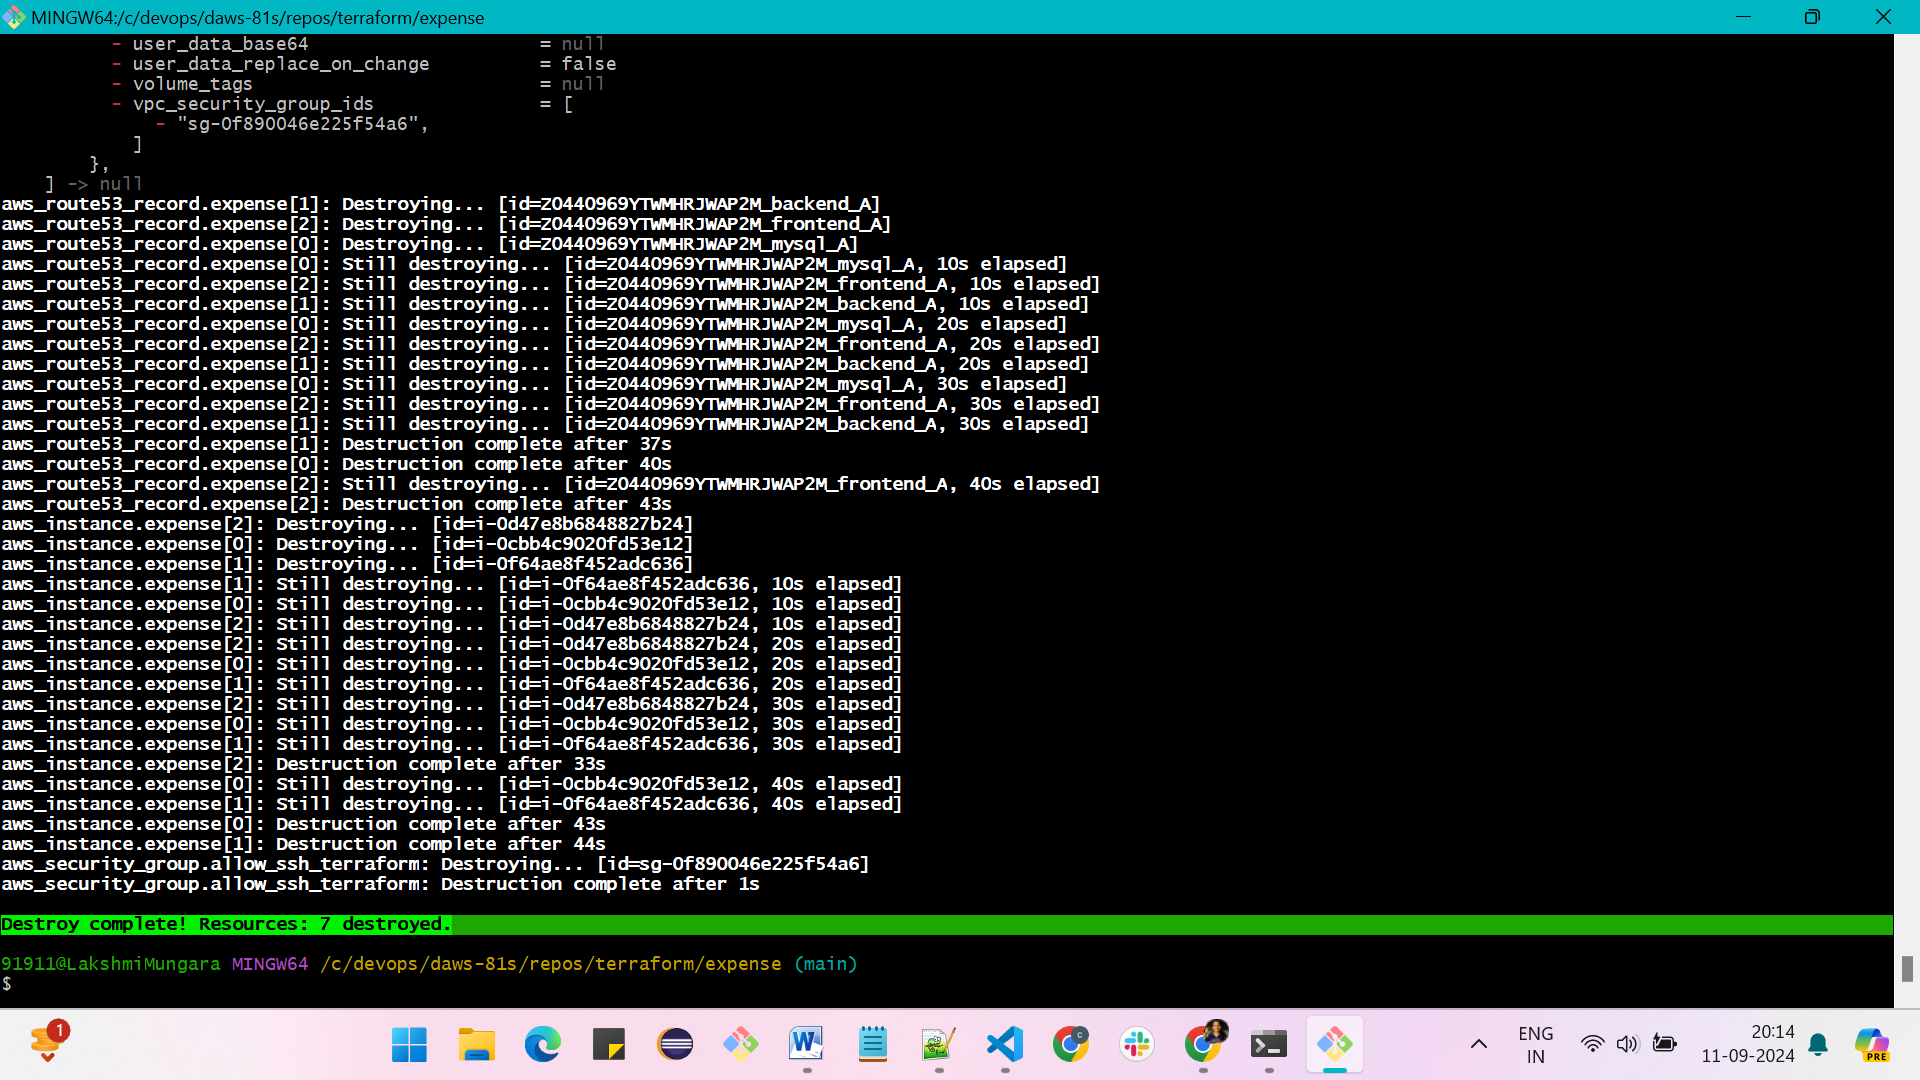 MINGW64:/c/devops/daws-81s/repos/terraform/expense
- user_data_base64 = null
- user_data_replace_on_change = false
- volume_tags = null
- vpc_security_group_ids = [
- "sg-0f890046e225f54a6",
]
},
] -> null
aws_route53_record.expense[1]: Destroying... [id=Z0440969YTWMHRJWAP2M_backend_A]
aws_route53_record.expense[2]: Destroying... [id=Z0440969YTWMHRJWAP2M_frontend_A]
aws_route53_record.expense[0]: Destroying... [id=Z0440969YTWMHRJWAP2M_mysql_A]
aws_route53_record.expense[0]: Still destroying... [id=Z0440969YTWMHRJWAP2M_mysql_A, 10s elapsed]
aws_route53_record.expense[2]: Still destroying... [id=Z0440969YTWMHRJWAP2M_frontend_A, 10s elapsed]
aws_route53_record.expense[1]: Still destroying... [id=Z0440969YTWMHRJWAP2M_backend_A, 10s elapsed]
aws_route53_record.expense[0]: Still destroying... [id=Z0440969YTWMHRJWAP2M_mysql_A, 20s elapsed]
aws_route53_record.expense[2]: Still destroying... [id=Z0440969YTWMHRJWAP2M_frontend_A, 20s elapsed]
aws_route53_record.expense[1]: Still destroying... [id=Z0440969YTWMHRJWAP2M_backend_A, 20s elapsed]
aws_route53_record.expense[0]: Still destroying... [id=Z0440969YTWMHRJWAP2M_mysql_A, 30s elapsed]
aws_route53_record.expense[2]: Still destroying... [id=Z0440969YTWMHRJWAP2M_frontend_A, 30s elapsed]
aws_route53_record.expense[1]: Still destroying... [id=Z0440969YTWMHRJWAP2M_backend_A, 30s elapsed]
aws_route53_record.expense[1]: Destruction complete after 37s
aws_route53_record.expense[0]: Destruction complete after 40s
aws_route53_record.expense[2]: Still destroying... [id=Z0440969YTWMHRJWAP2M_frontend_A, 40s elapsed]
aws_route53_record.expense[2]: Destruction complete after 43s
aws_instance.expense[2]: Destroying... [id=i-0d47e8b6848827b24]
aws_instance.expense[0]: Destroying... [id=i-0cbb4c9020fd53e12]
aws_instance.expense[1]: Destroying... [id=i-0f64ae8f452adc636]
aws_instance.expense[1]: Still destroying... [id=i-0f64ae8f452adc636, 10s elapsed]
aws_instance.expense[0]: Still destroying... [id=i-0cbb4c9020fd53e12, 10s elapsed]
aws_instance.expense[2]: Still destroying... [id=i-0d47e8b6848827b24, 10s elapsed]
aws_instance.expense[2]: Still destroying... [id=i-0d47e8b6848827b24, 20s elapsed]
aws_instance.expense[0]: Still destroying... [id=i-0cbb4c9020fd53e12, 20s elapsed]
aws_instance.expense[1]: Still destroying... [id=i-0f64ae8f452adc636, 20s elapsed]
aws_instance.expense[2]: Still destroying... [id=i-0d47e8b6848827b24, 30s elapsed]
aws_instance.expense[0]: Still destroying... [id=i-0cbb4c9020fd53e12, 30s elapsed]
aws_instance.expense[1]: Still destroying... [id=i-0f64ae8f452adc636, 30s elapsed]
aws_instance.expense[2]: Destruction complete after 33s
aws_instance.expense[0]: Still destroying... [id=i-0cbb4c9020fd53e12, 40s elapsed]
aws_instance.expense[1]: Still destroying... [id=i-0f64ae8f452adc636, 40s elapsed]
aws_instance.expense[0]: Destruction complete after 43s
aws_instance.expense[1]: Destruction complete after 44s
aws_security_group.allow_ssh_terraform: Destroying... [id=sg-0f890046e225f54a6]
aws_security_group.allow_ssh_terraform: Destruction complete after 1s
Destroy complete! Resources: 7 destroyed.
91911@LakshmiMungara MINGW64 /c/devops/daws-81s/repos/terraform/expense (main)
$
1
ENG
IN
20:14
11-09-2024
PRE